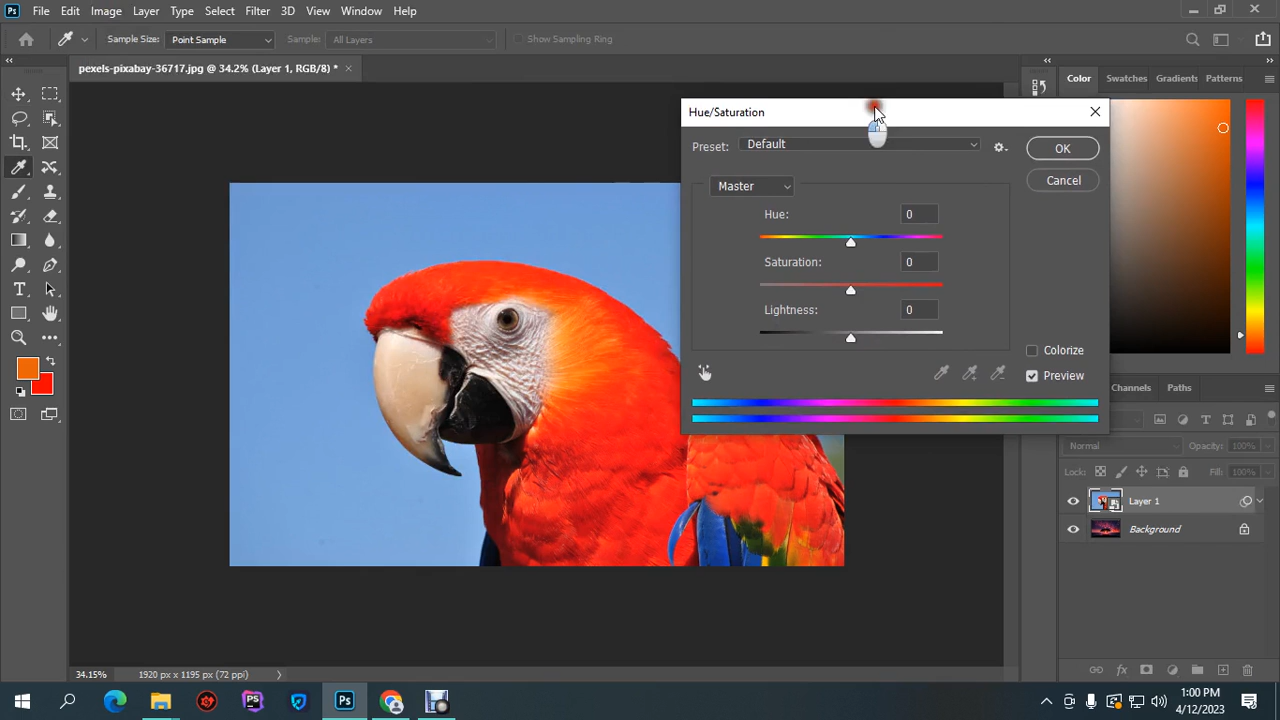 Ps File Edit Image Layer Type Select Filter 3D View Window Help
Sample Size: Point Sample Sample: All Layers Show Sampling Ring
pexels-pixabay-36717.jpg @ 34.2% (Layer 1, RGB/8) *
Color Swatches Gradients Patterns
Hue/Saturation
Preset: Default
OK
Master
Cancel
Hue: 0
Saturation: 0
Lightness: 0
Colorize
Preview
Channels Paths
Normal Opacity: 100%
Lock: Fill: 100%
Layer 1
Background
34.15% 1920 px x 1195 px (72 ppi)
PS Ps
1:00 PM
4/12/2023